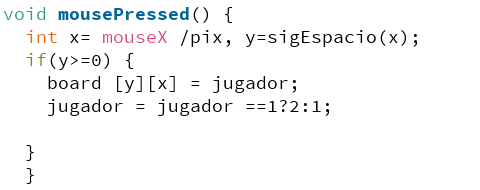 void mousePressed() {
  int x= mouseX /pix, y=sigEspacio(x);
  if(y>=0) {
    board [y][x] = jugador;
    jugador = jugador ==1?2:1;

  }
  }